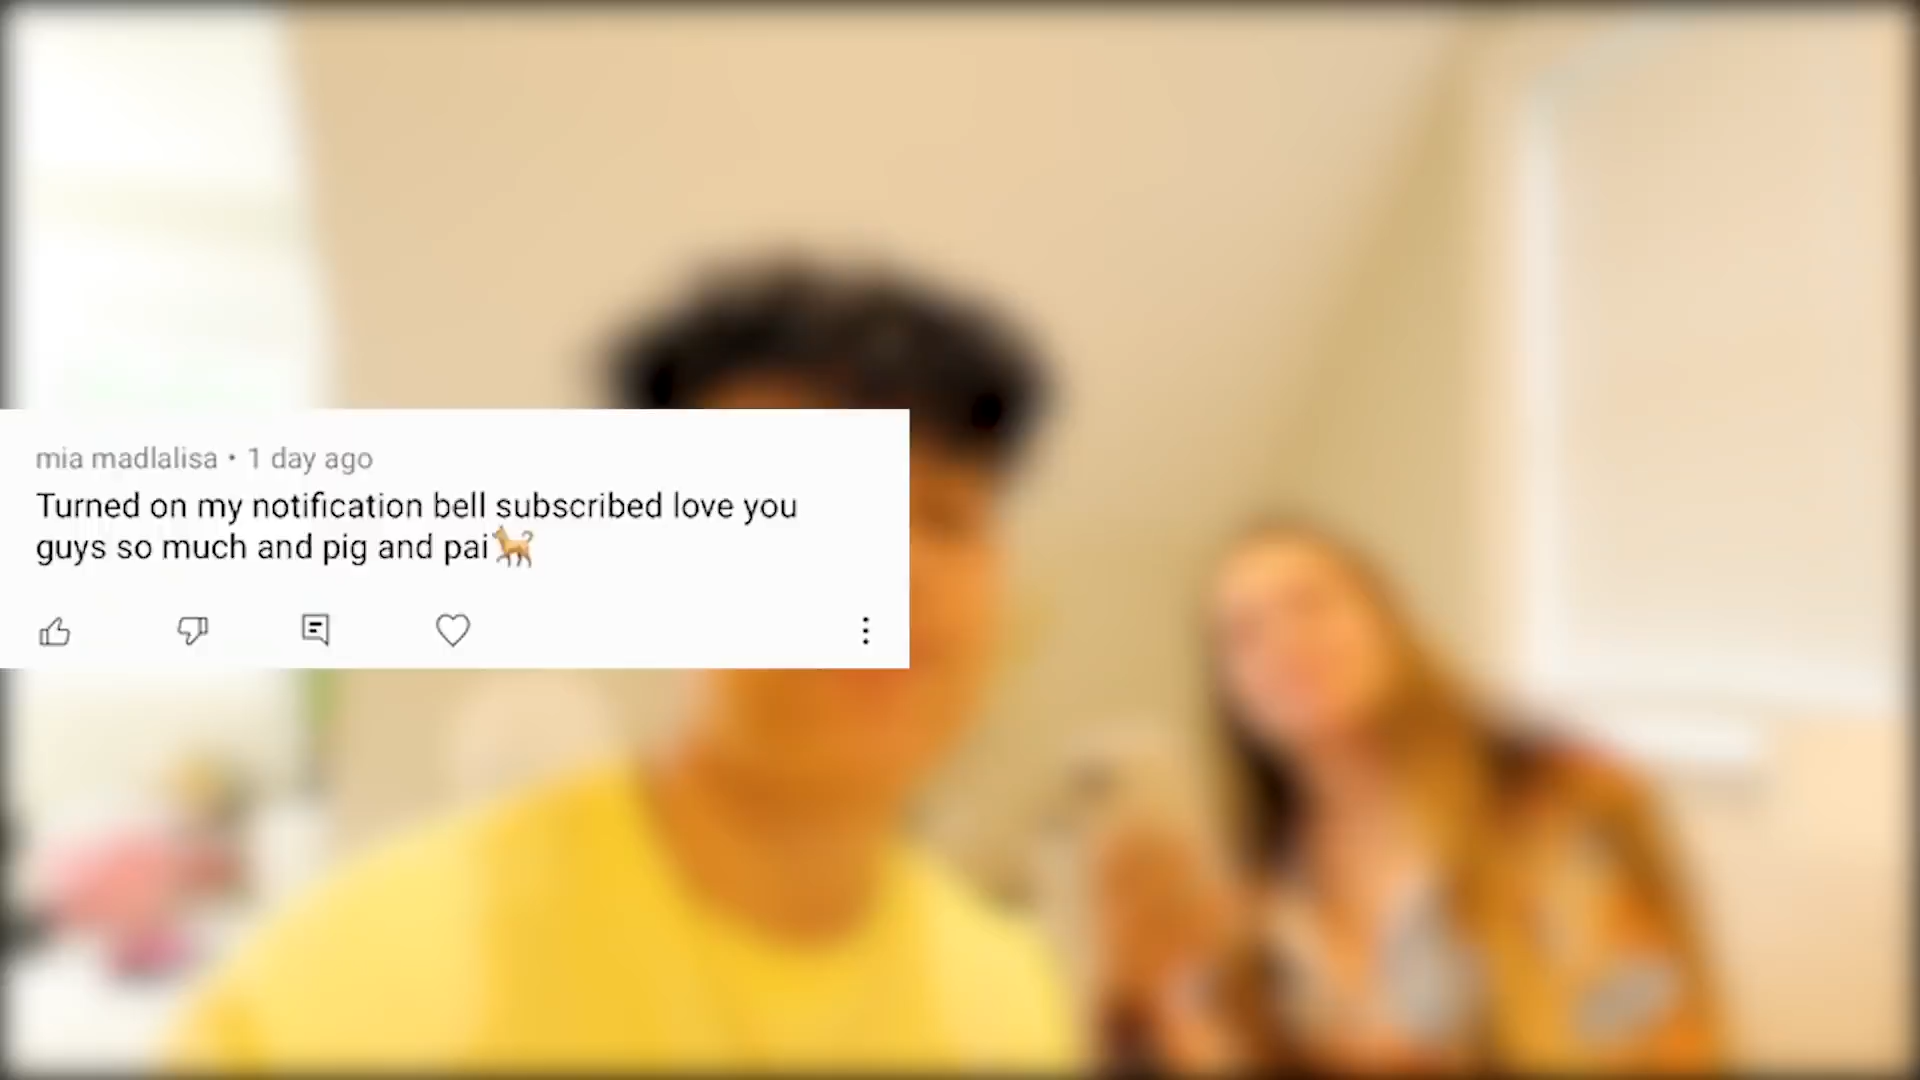 mia madlalisa • 1 day ago
Turned on my notification bell subscribed love you
guys so much and pig and pai🐕